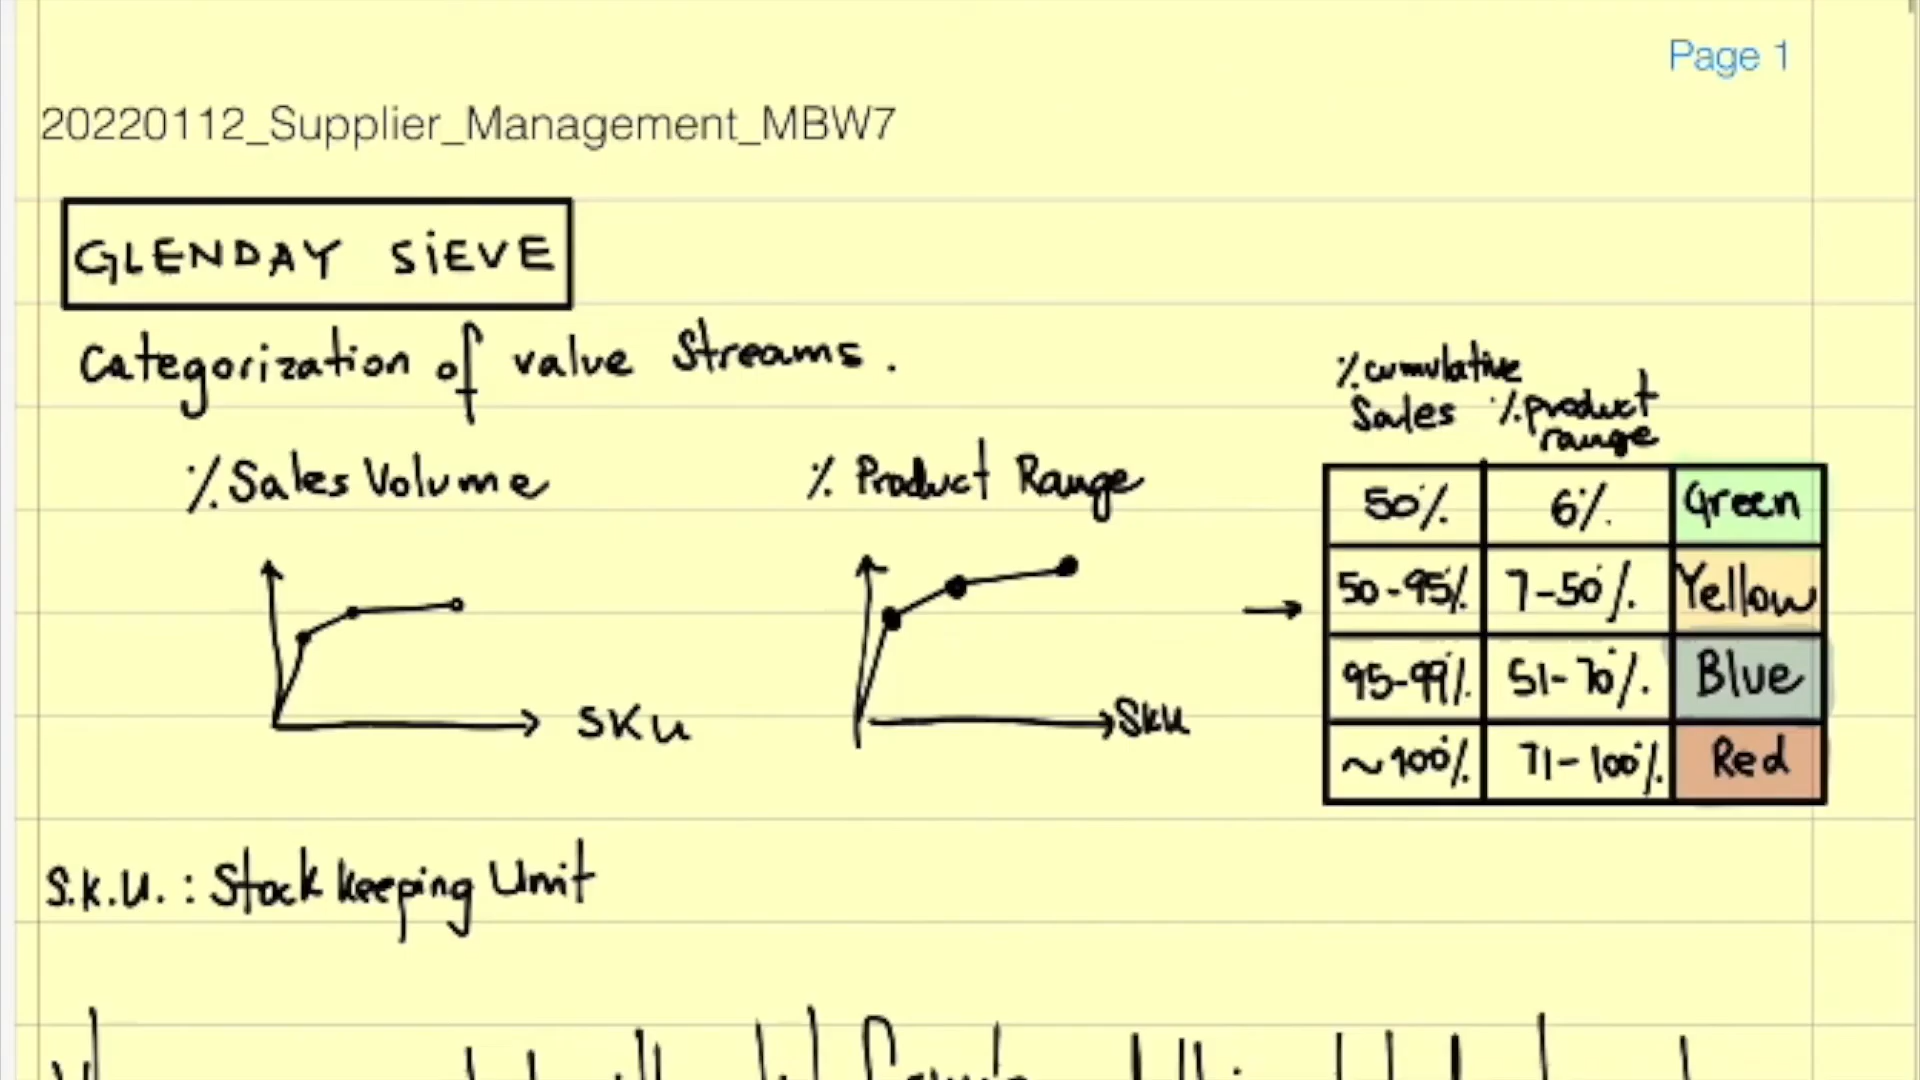 Page 1
20220112_Supplier_Management_MBW7
GLENDAY SIEVE
Categorization of value Streams.
% Sales Volume
% Product Range
SKU
SKU
% cumulative Sales
% product range
50% 6% Green
50-95% 7-50% Yellow
95-99% 51-70% Blue
~100% 71-100% Red
S.K.U. : Stock keeping Unit